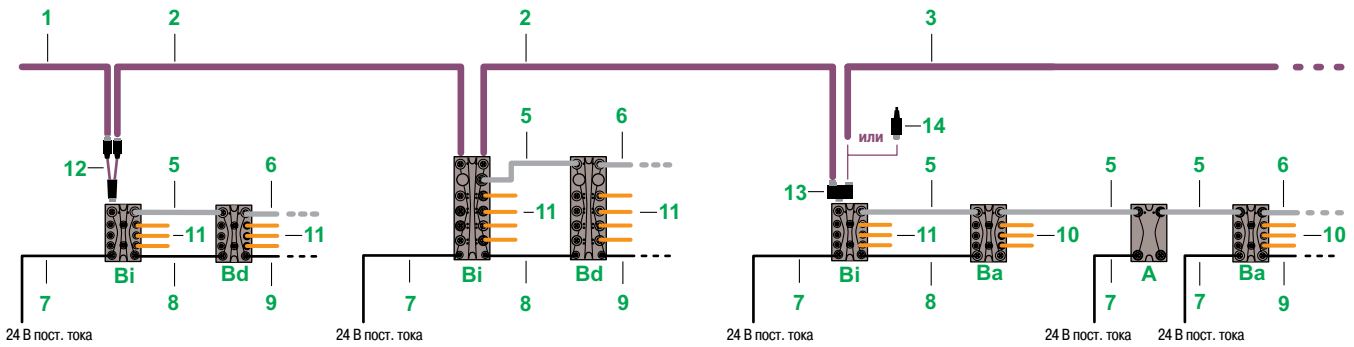 1 2 2 3
5 6
или 14
12 5 6 5 5 5 6
13
11 11 11 11 11 10 10
Bi Bd Bi Bd Bi Ba A Ba
7 8 9 7 8 9 7 8 7 7 9
24 В пост. тока 24 В пост. тока 24 В пост. тока 24 В пост. тока 24 В пост. тока